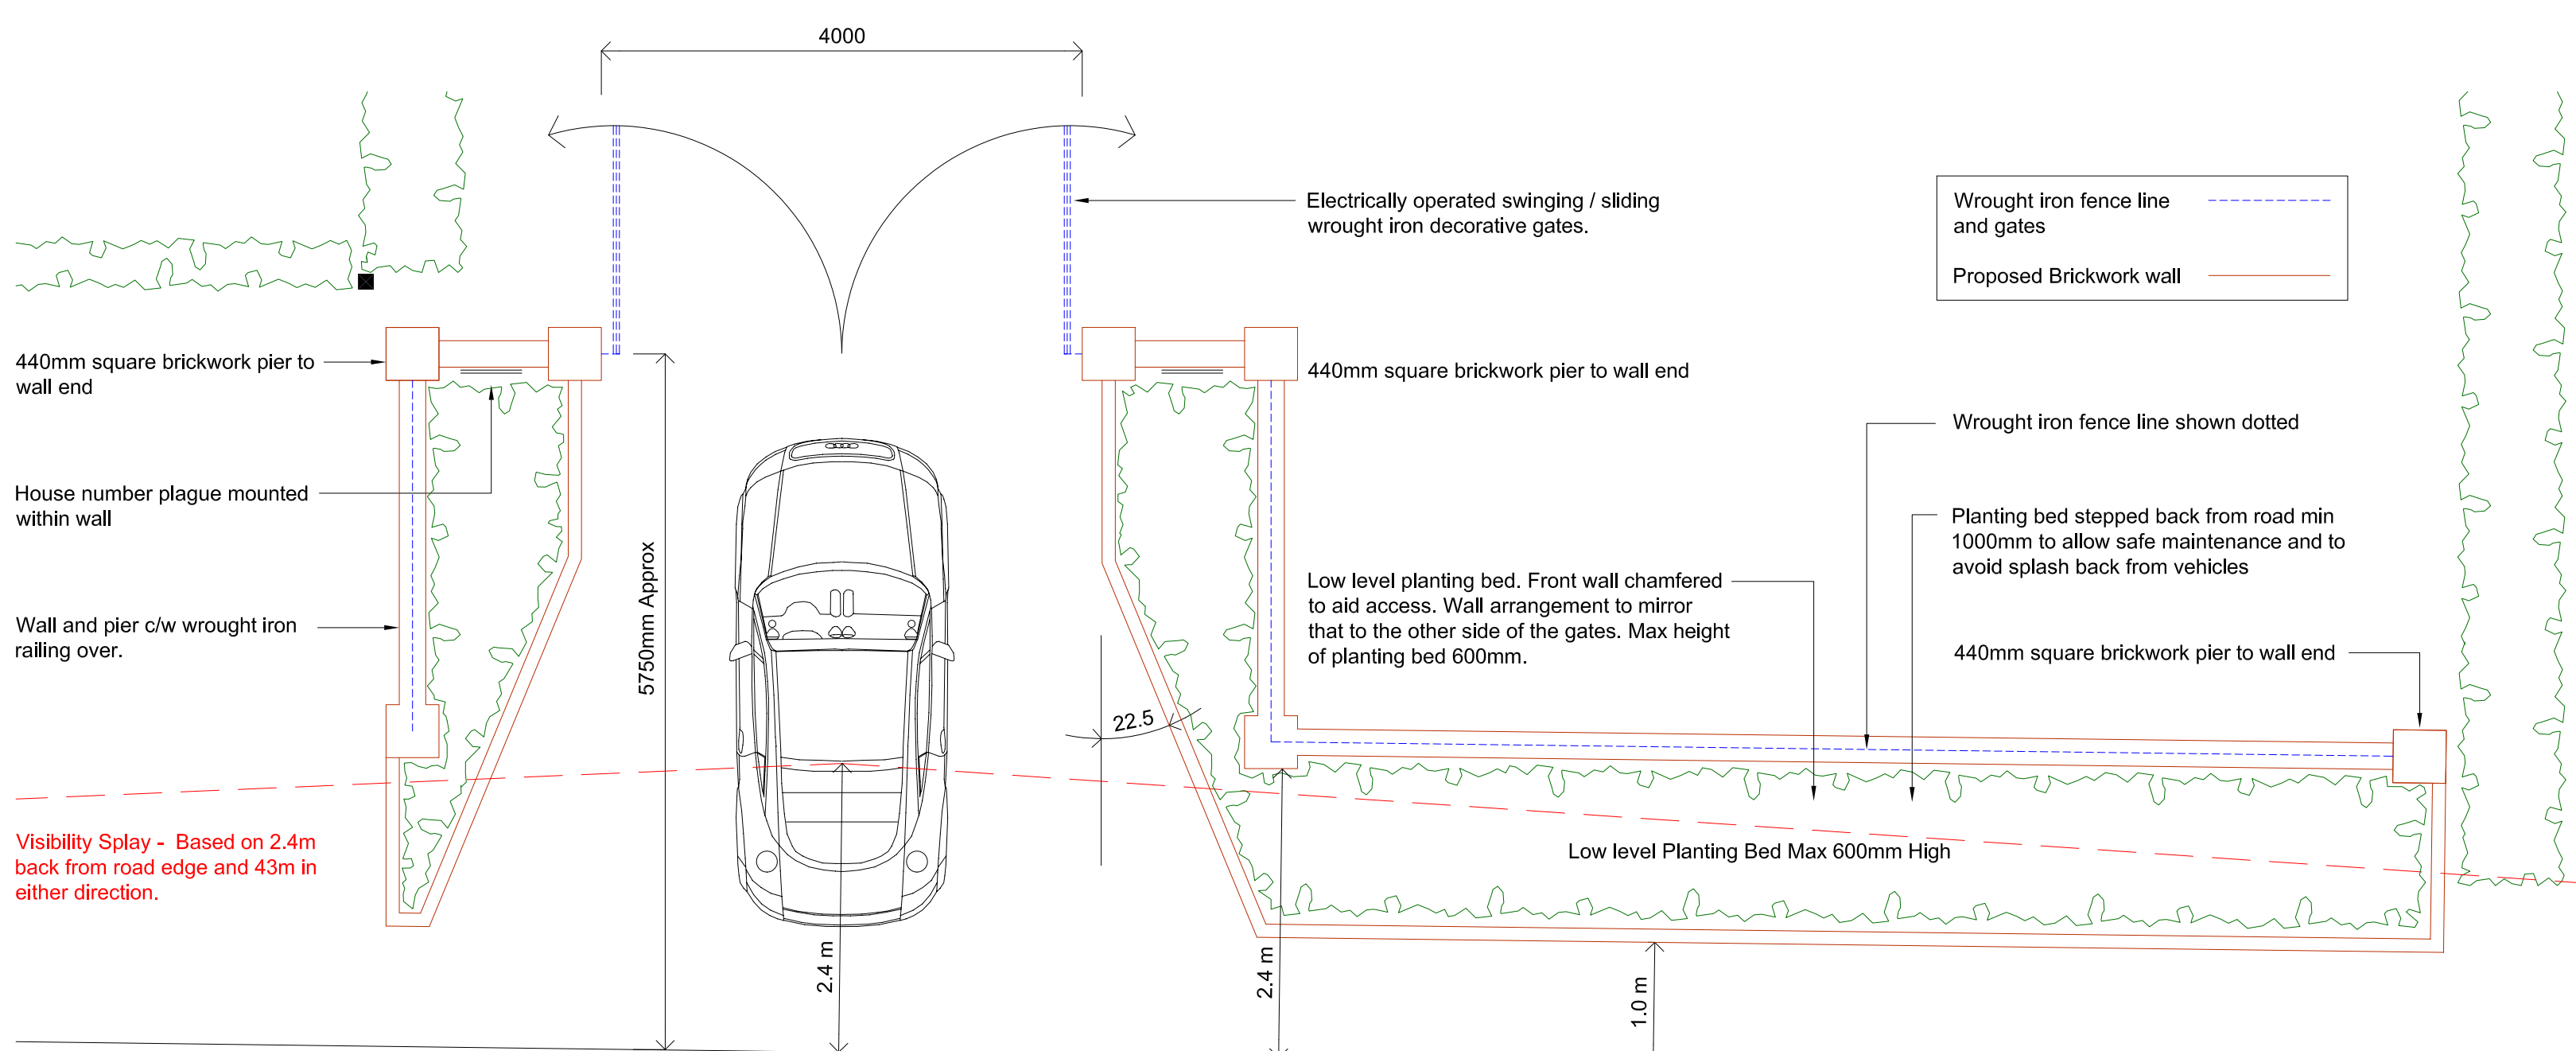 4000
Electrically operated swinging / sliding
wrought iron decorative gates.
Wrought iron fence line
and gates
Proposed Brickwork wall
440mm square brickwork pier to
wall end
440mm square brickwork pier to wall end
Wrought iron fence line shown dotted
House number plague mounted
within wall
Planting bed stepped back from road min
1000mm to allow safe maintenance and to
avoid splash back from vehicles
5750mm Approx
Low level planting bed. Front wall chamfered
to aid access. Wall arrangement to mirror
that to the other side of the gates. Max height
of planting bed 600mm.
Wall and pier c/w wrought iron
railing over.
440mm square brickwork pier to wall end
22.5
Visibility Splay - Based on 2.4m
back from road edge and 43m in
either direction.
Low level Planting Bed Max 600mm High
2.4 m
2.4 m
1.0 m